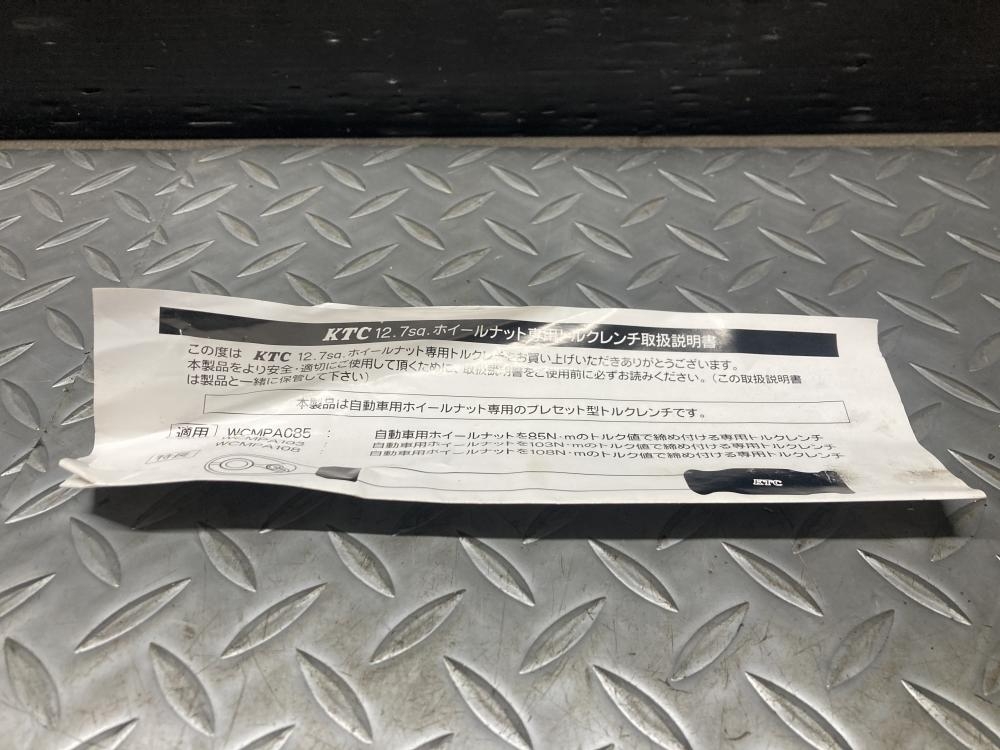 KTC 12.7sq.ホイールナット専用トルクレンチ取扱説明書
この度は KTC 12.7sq.ホイールナット専用トルクレンチをお買い上げいただきありがとうございます。
本製品をより安全・適切にご使用して頂くために、取扱説明書をご使用前に必ずお読みください。(この取扱説明書
は製品と一緒に保管して下さい)
本製品は自動車用ホイールナット専用のプレセット型トルクレンチです。
[適用] WCMPA085 : 自動車用ホイールナットを85N・mのトルク値で締め付ける専用トルクレンチ
WCMPA103 : 自動車用ホイールナットを103N・mのトルク値で締め付ける専用トルクレンチ
WCMPA108 : 自動車用ホイールナットを108N・mのトルク値で締め付ける専用トルクレンチ
[特長]
KTC